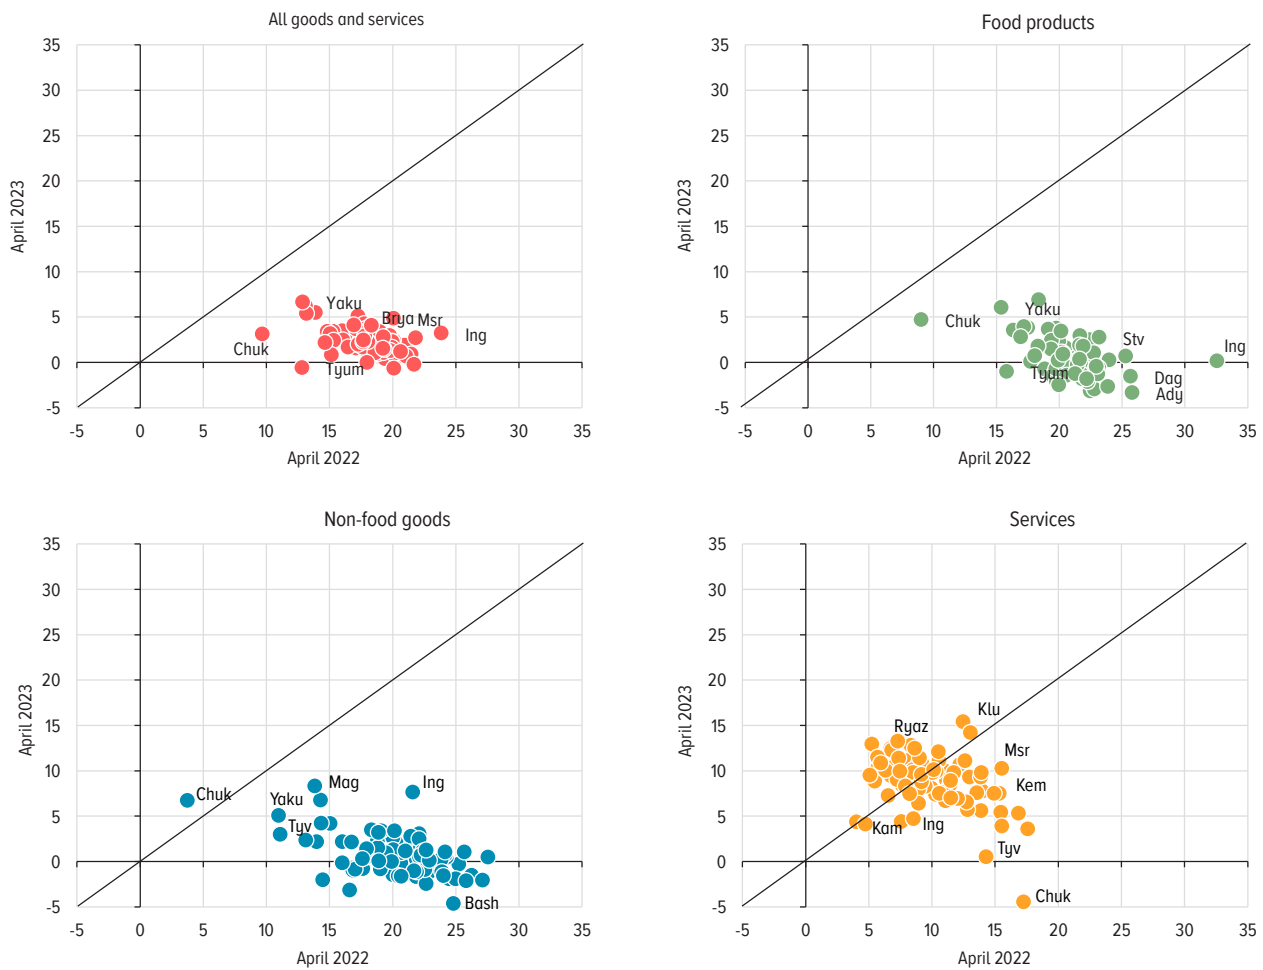 All goods and services
35
30
25
20
15
10
5
0
-5
April 2023
Yaku
Brya
Msr
Ing
Chuk
Tyum
-5 0 5 10 15 20 25 30 35
April 2022
Food products
35
30
25
20
15
10
5
0
-5
April 2023
Yaku
Chuk
Stv
Ing
Tyum
Dag
Ady
-5 0 5 10 15 20 25 30 35
April 2022
Non-food goods
35
30
25
20
15
10
5
0
-5
April 2023
Mag
Ing
Chuk
Yaku
Tyv
Bash
-5 0 5 10 15 20 25 30 35
April 2022
Services
35
30
25
20
15
10
5
0
-5
April 2023
Klu
Ryaz
Msr
Kem
Kam
Ing
Tyv
Chuk
-5 0 5 10 15 20 25 30 35
April 2022